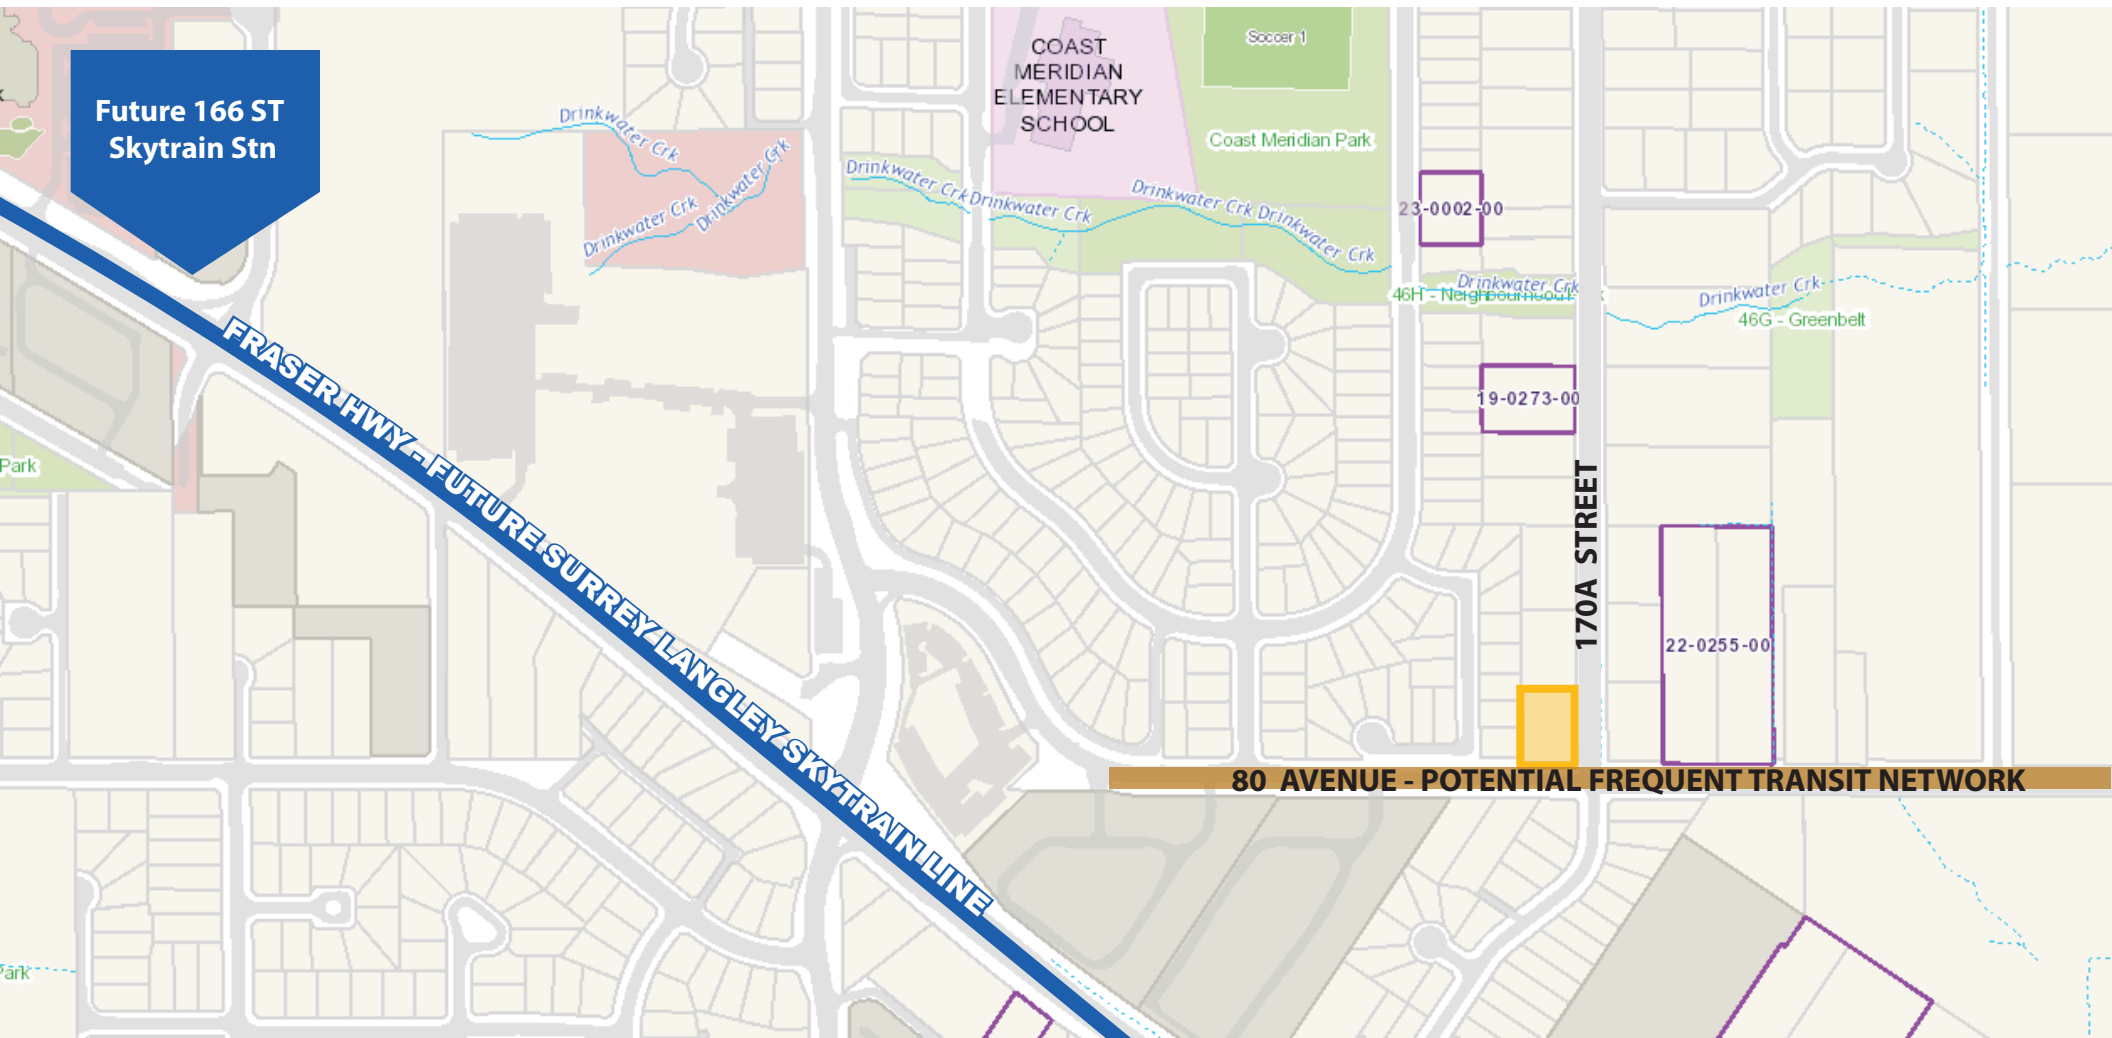 Future 166 ST
Skytrain Stn
COAST
MERIDIAN
ELEMENTARY
SCHOOL
Soccer 1
Coast Meridian Park
Drinkwater Crk
Drinkwater Crk
Drinkwater Crk
Drinkwater Crk
Drinkwater Crk
Drinkwater Crk
Drinkwater Crk
23-0002-00
Drinkwater Crk
46H - Neighbourhood
Drinkwater Crk
46G - Greenbelt
FRASER HWY - FUTURE SURREY LANGLEY SKYTRAIN LINE
19-0273-00
Park
170A STREET
22-0255-00
80 AVENUE - POTENTIAL FREQUENT TRANSIT NETWORK
Park